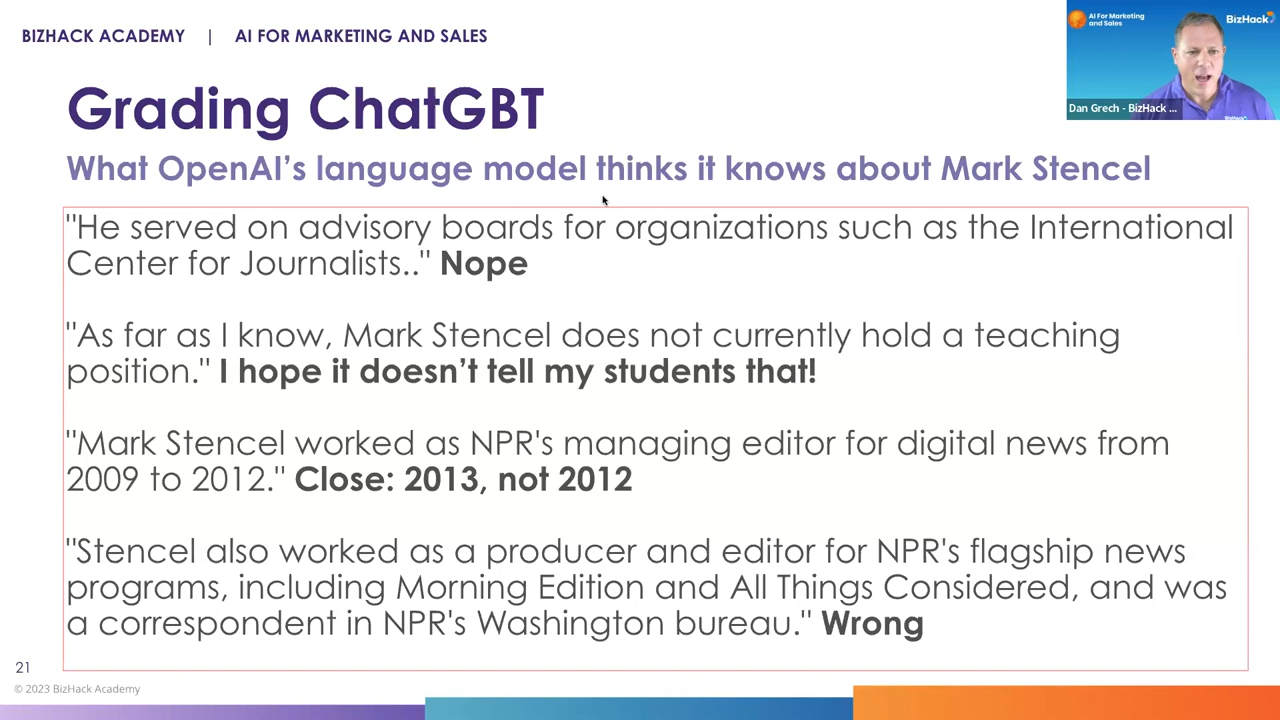 BIZHACK ACADEMY | AI FOR MARKETING AND SALES
AI For Marketing
and Sales
BizHack
Dan Grech - BizHack ...
BizHack
Grading ChatGBT
What OpenAI’s language model thinks it knows about Mark Stencel
"He served on advisory boards for organizations such as the International
Center for Journalists.." Nope
"As far as I know, Mark Stencel does not currently hold a teaching
position." I hope it doesn’t tell my students that!
"Mark Stencel worked as NPR's managing editor for digital news from
2009 to 2012." Close: 2013, not 2012
"Stencel also worked as a producer and editor for NPR's flagship news
programs, including Morning Edition and All Things Considered, and was
a correspondent in NPR's Washington bureau." Wrong
21
© 2023 BizHack Academy